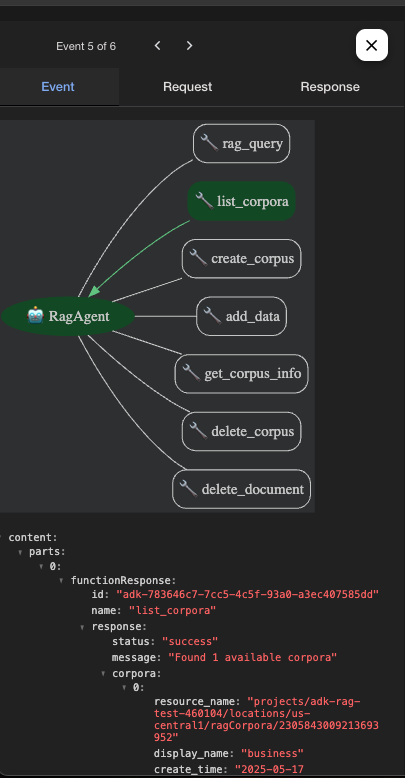 Event 5 of 6
Event Request Response
rag_query
list_corpora
create_corpus
RagAgent
add_data
get_corpus_info
delete_corpus
delete_document
content:
parts:
0:
functionResponse:
id: "adk-783646c7-7cc5-4c5f-93a0-a3ec407585dd"
name: "list_corpora"
response:
status: "success"
message: "Found 1 available corpora"
corpora:
0:
resource_name: "projects/adk-rag-
test-460104/locations/us-
central1/ragCorpora/2305843009213693
952"
display_name: "business"
create_time: "2025-05-17